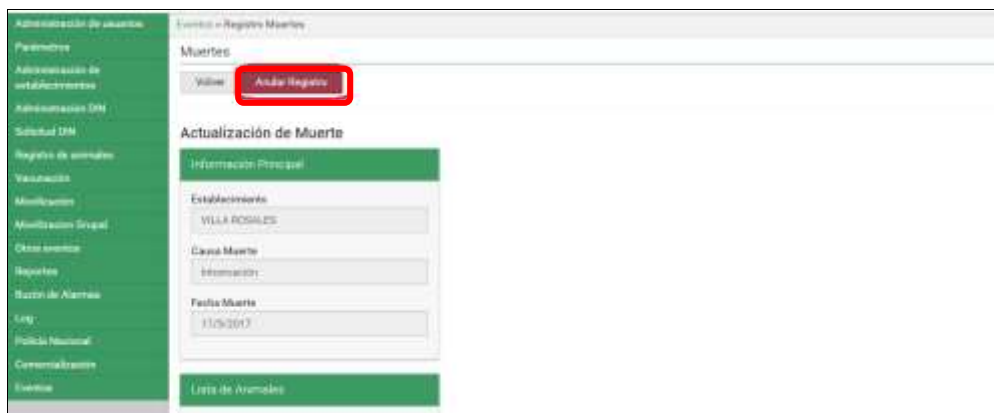 Administración de usuarios
Parámetros
Administración de
establecimientos
Administración DIN
Solicitud DIN
Registro de animales
Vacunación
Movilización
Movilizacion Grupal
Otros eventos
Reportes
Buzón de Alarmas
Log
Policía Nacional
Comercialización
Eventos
Eventos » Registro Muertes
Muertes
Volver
Anular Registro
Actualización de Muerte
Información Principal
Establecimiento
VILLA ROSALES
Causa Muerte
Intoxicación
Fecha Muerte
17/5/2017
Lista de Animales